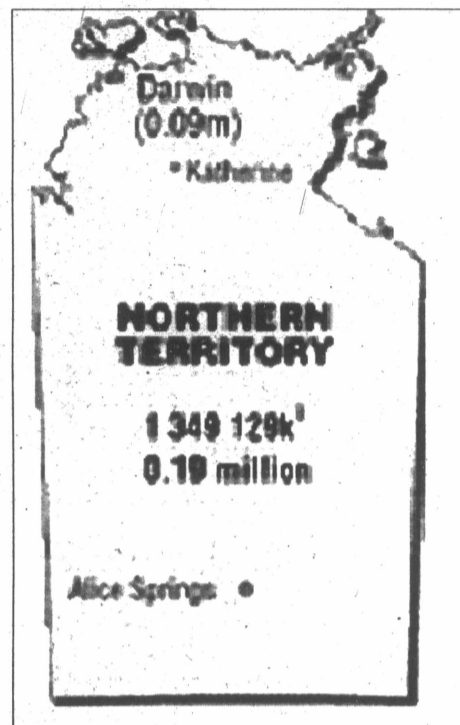 Darwin
(0.09m)
Katherine
NORTHERN
TERRITORY
1 349 129k²
0.19 million
Alice Springs